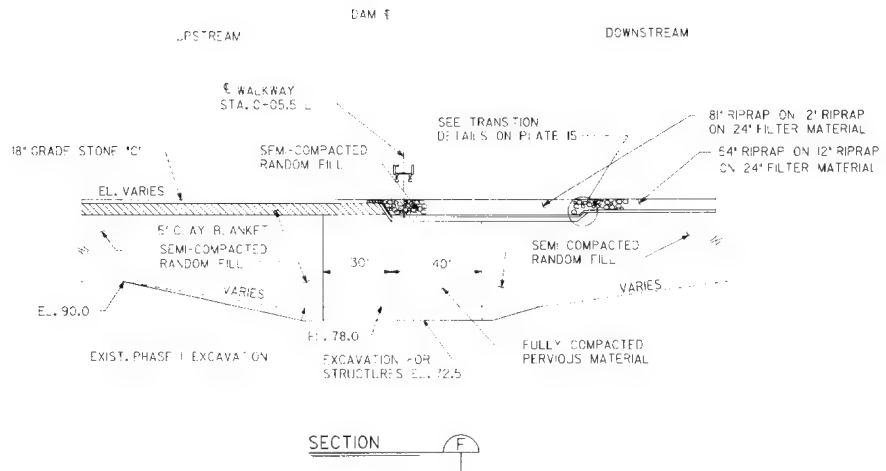 DAM ℄
UPSTREAM
DOWNSTREAM
℄ WALKWAY
STA. 0+05.5
SEE TRANSITION
DETAILS ON PLATE 15
81" RIPRAP ON RIPRAP
ON 24" FILTER MATERIAL
54" RIPRAP ON 12" RIPRAP
ON 24" FILTER MATERIAL
18" GRADE STONE "C"
SEMI-COMPACTED
RANDOM FILL
EL. VARIES
5' CLAY BLANKET
SEMI-COMPACTED
RANDOM FILL
SEMI COMPACTED
RANDOM FILL
30'
40'
VARIES
VARIES
EL. 90.0
EL. 78.0
EXIST. PHASE I EXCAVATION
EXCAVATION FOR
STRUCTURES EL. 72.5
FULLY COMPACTED
PERVIOUS MATERIAL
SECTION F